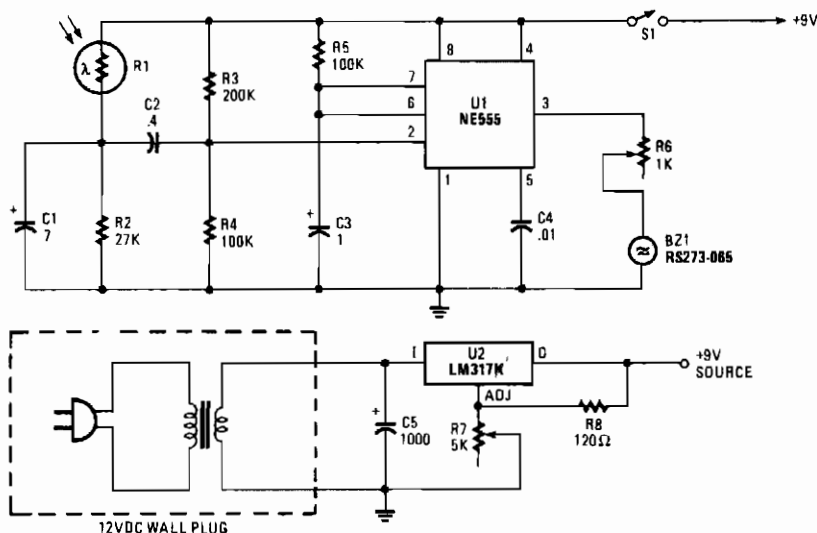 +9V
S1
λ
R1
R5
100K
R3
200K
C2
.4
8
4
7
6
2
U1
NE555
3
R6
1K
1
5
+
C1
7
R2
27K
R4
100K
+
C3
1
C4
.01
BZ1
RS273-065
I
U2
LM317K
O
+9V
SOURCE
ADJ
+
C5
1000
R7
5K
R8
120Ω
12VDC WALL PLUG